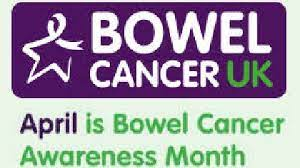 BOWEL
CANCER UK
April is Bowel Cancer
Awareness Month